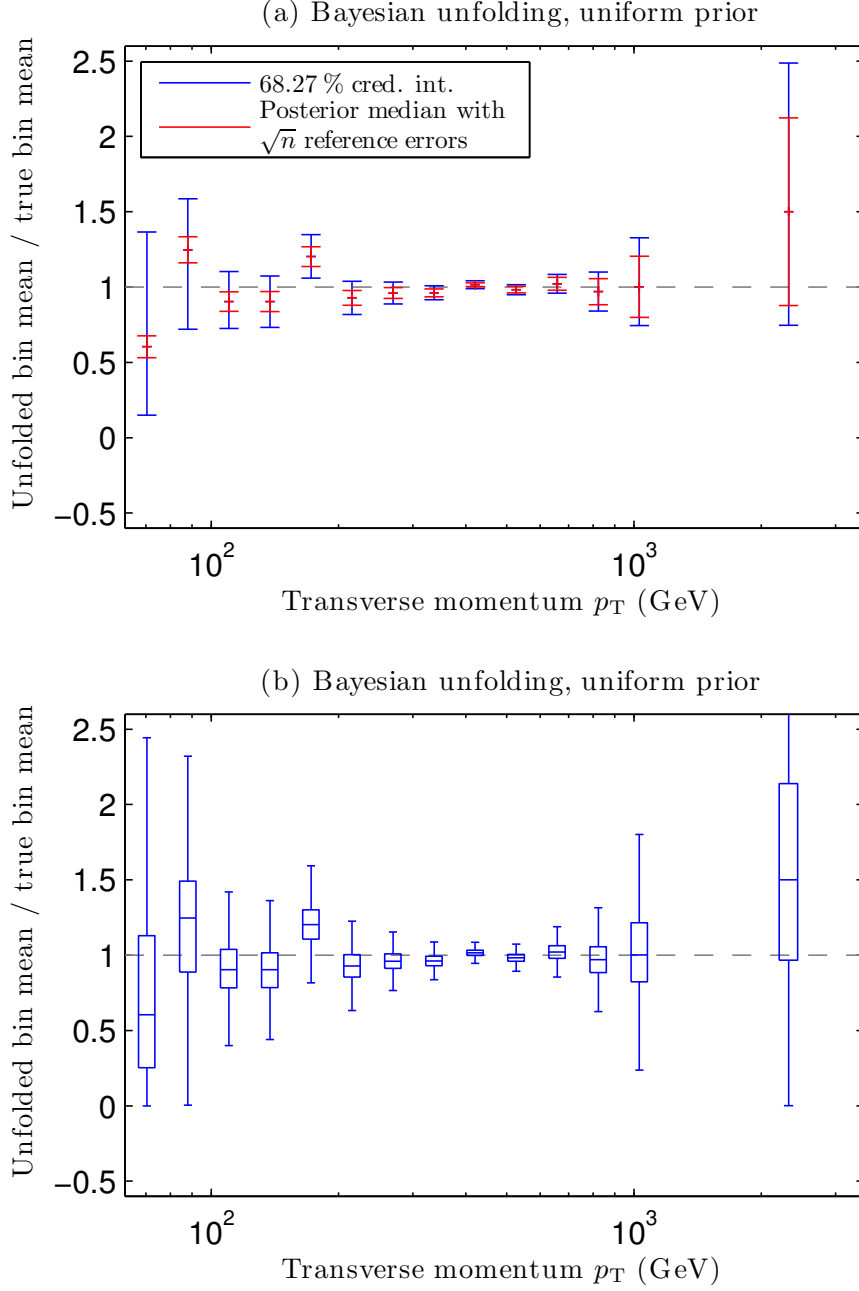 (a) Bayesian unfolding, uniform prior
Unfolded bin mean / true bin mean
2.5
2
1.5
1
0.5
0
−0.5
68.27 % cred. int.
Posterior median with
√n reference errors
10²
10³
Transverse momentum p_T (GeV)
(b) Bayesian unfolding, uniform prior
Unfolded bin mean / true bin mean
2.5
2
1.5
1
0.5
0
−0.5
10²
10³
Transverse momentum p_T (GeV)